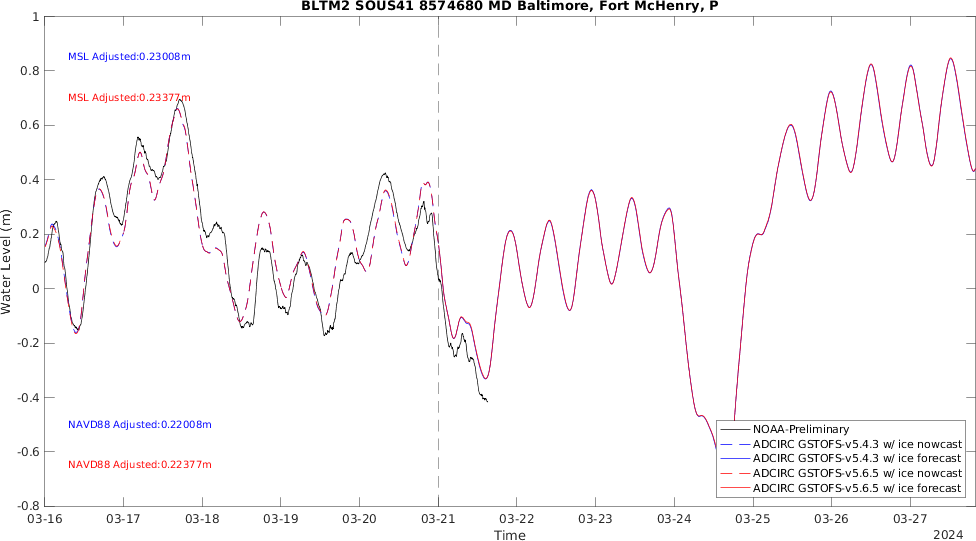 BLTM2 SOUS41 8574680 MD Baltimore, Fort McHenry, P
1
0.8
0.6
0.4
0.2
0
-0.2
-0.4
-0.6
-0.8
Water Level (m)
MSL Adjusted:0.23008m
MSL Adjusted:0.23377m
NAVD88 Adjusted:0.22008m
NAVD88 Adjusted:0.22377m
NOAA-Preliminary
ADCIRC GSTOFS-v5.4.3 w/ ice nowcast
ADCIRC GSTOFS-v5.4.3 w/ ice forecast
ADCIRC GSTOFS-v5.6.5 w/ ice nowcast
ADCIRC GSTOFS-v5.6.5 w/ ice forecast
03-16 03-17 03-18 03-19 03-20 03-21 03-22 03-23 03-24 03-25 03-26 03-27
Time
2024